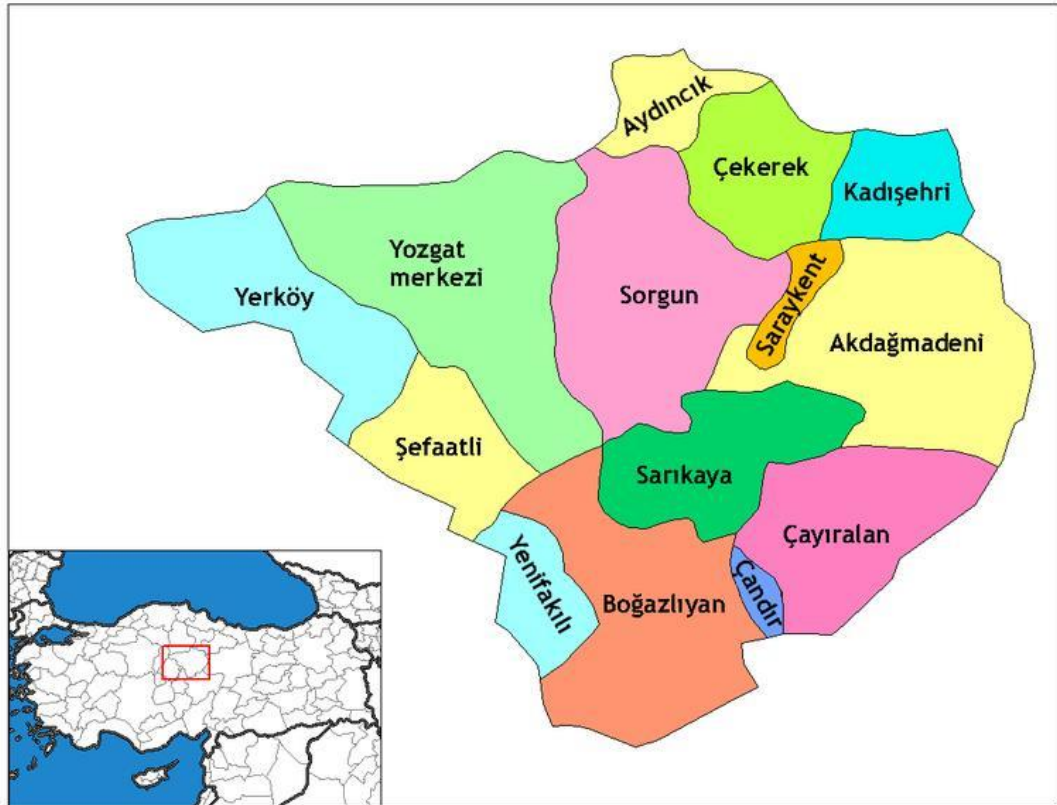 Aydıncık
Çekerek
Kadışehri
Yozgat
merkezi
Yerköy
Sorgun
Saraykent
Akdağmadeni
Şefaatli
Sarıkaya
Çayıralan
Yenifakılı
Boğazlıyan
Çandır